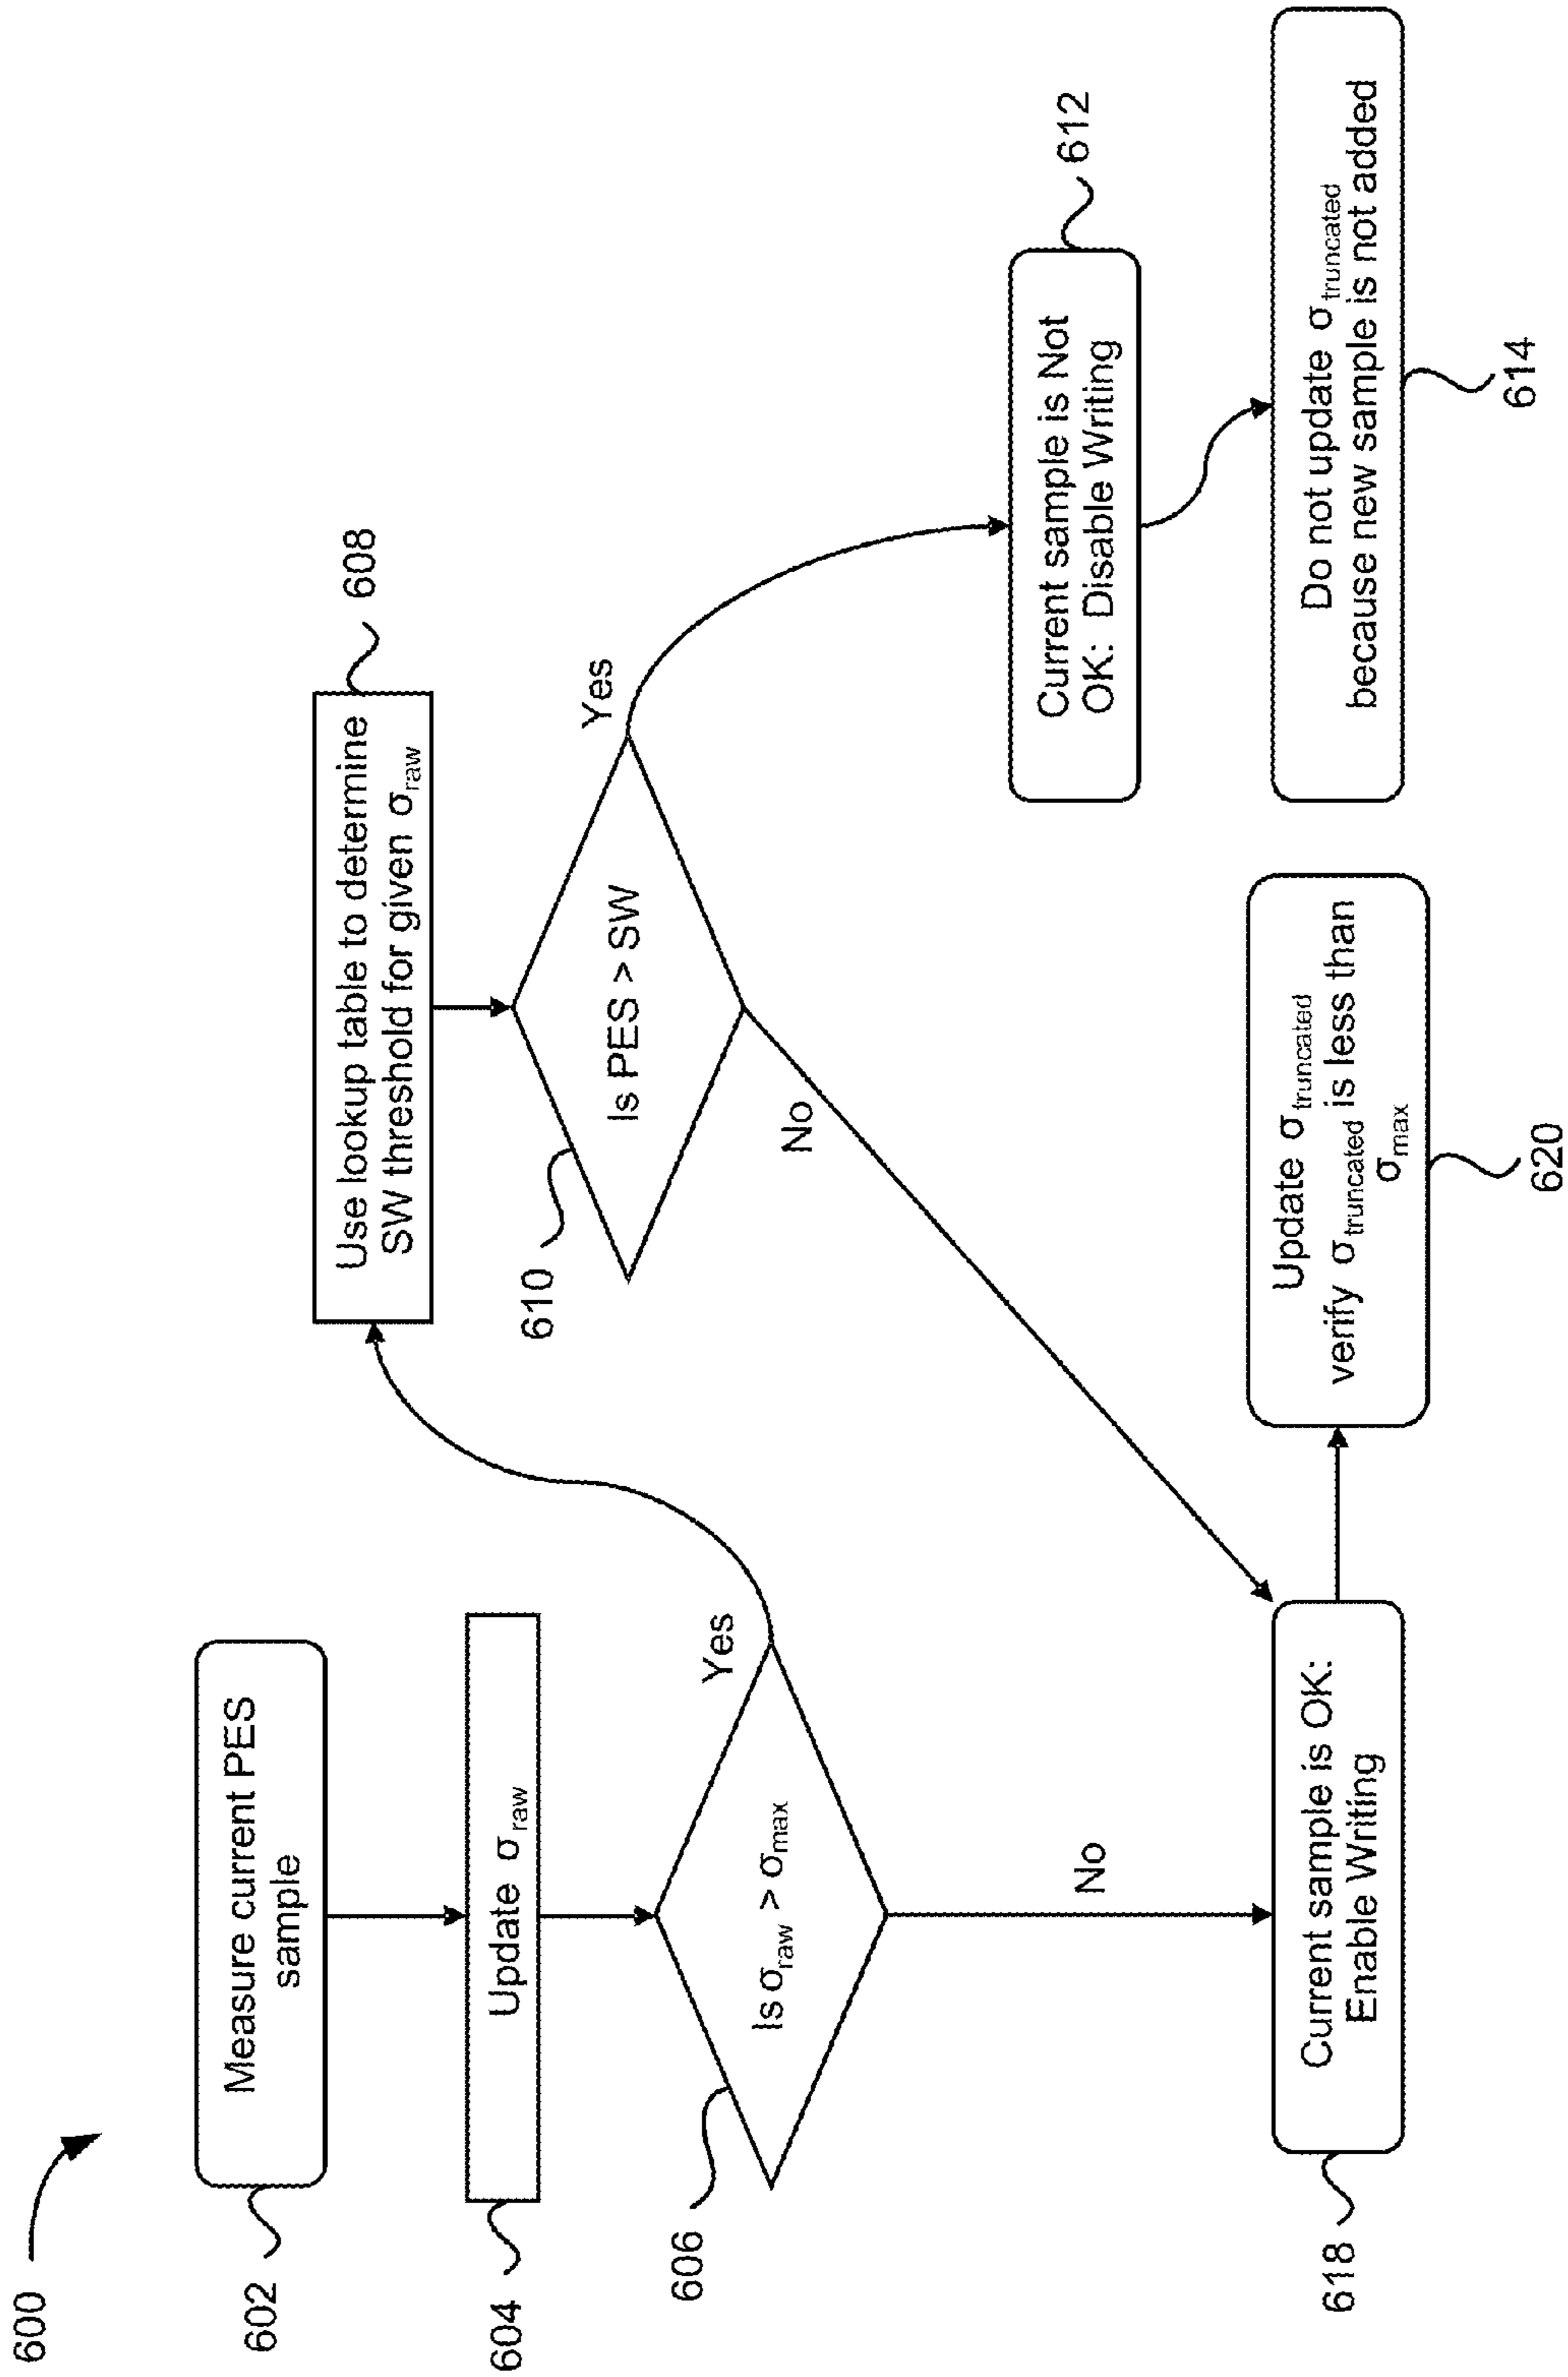 600
602
Measure current PES
sample
604
Update σraw
606
Is σraw > σmax
Yes
No
608
Use lookup table to determine
SW threshold for given σraw
610
Is PES > SW
Yes
No
612
Current sample is Not
OK: Disable Writing
Do not update σtruncated
because new sample is not added
614
618
Current sample is OK:
Enable Writing
Update σtruncated
verify σtruncated is less than
σmax
620